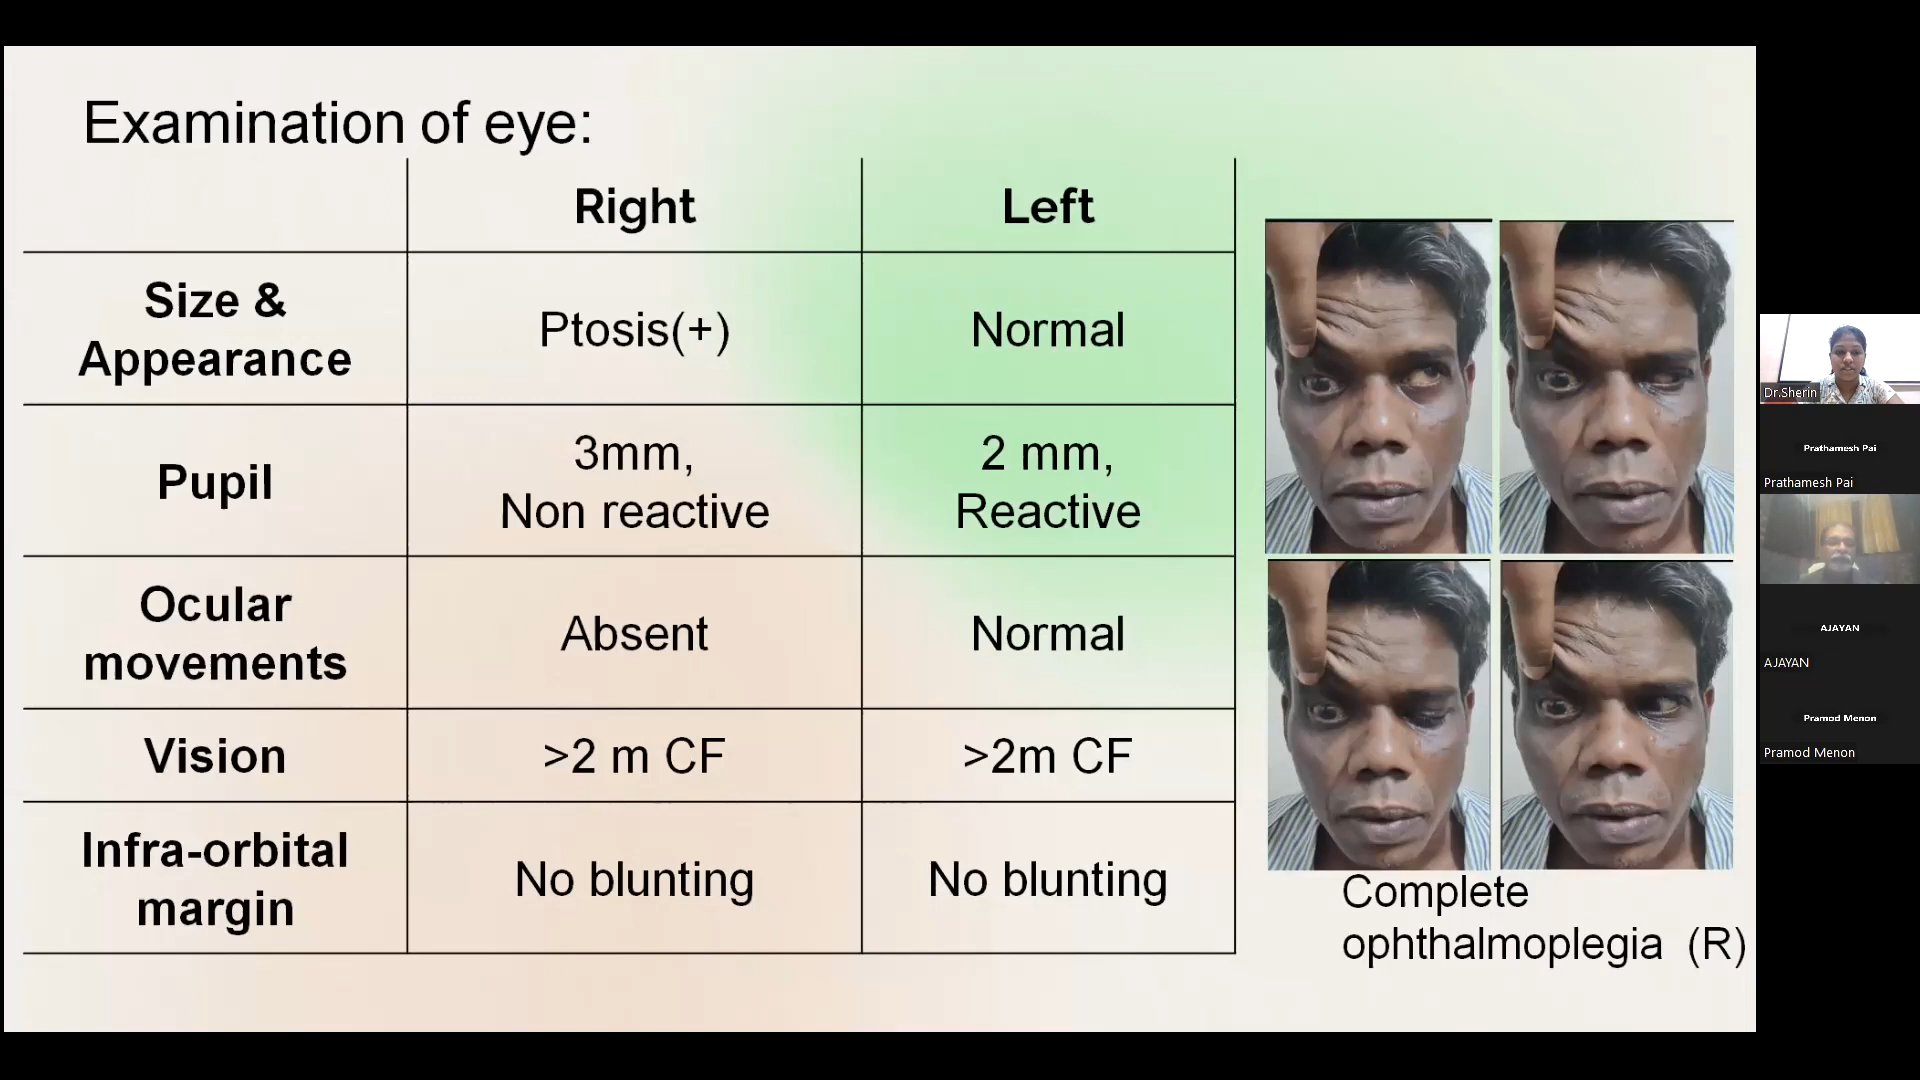 Examination of eye:
Right
Left
Size &
Appearance
Ptosis(+)
Normal
Pupil
3mm,
Non reactive
2 mm,
Reactive
Ocular
movements
Absent
Normal
Vision
>2 m CF
>2m CF
Infra-orbital
margin
No blunting
No blunting
Complete
ophthalmoplegia (R)
Dr.Sherin
Prathamesh Pai
Prathamesh Pai
AJAYAN
AJAYAN
Pramod Menon
Pramod Menon